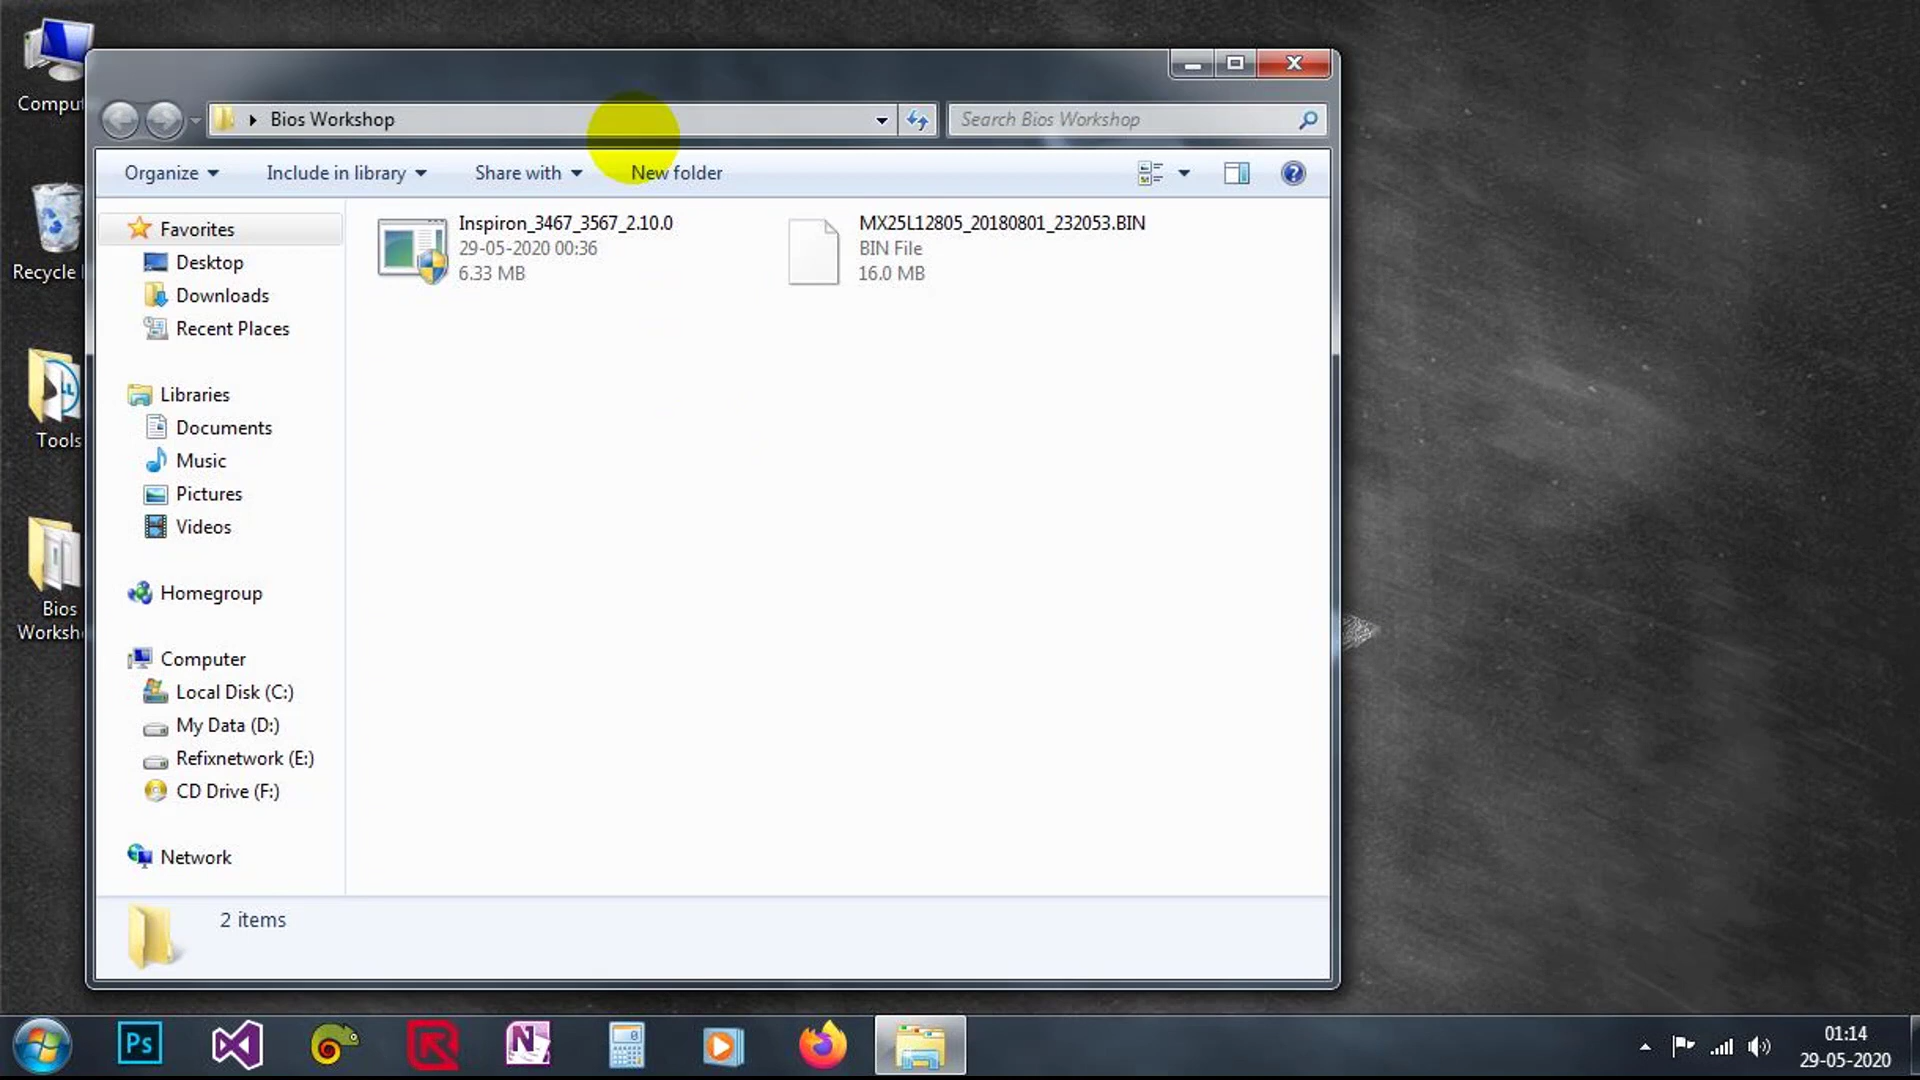 Comput
Recycle
Tools
Bios
Worksh
Bios Workshop
Search Bios Workshop
Organize
Include in library
Share with
New folder
Favorites
Desktop
Downloads
Recent Places
Libraries
Documents
Music
Pictures
Videos
Homegroup
Computer
Local Disk (C:)
My Data (D:)
Refixnetwork (E:)
CD Drive (F:)
Network
Inspiron_3467_3567_2.10.0
29-05-2020 00:36
6.33 MB
MX25L12805_20180801_232053.BIN
BIN File
16.0 MB
2 items
Ps
N
01:14
29-05-2020